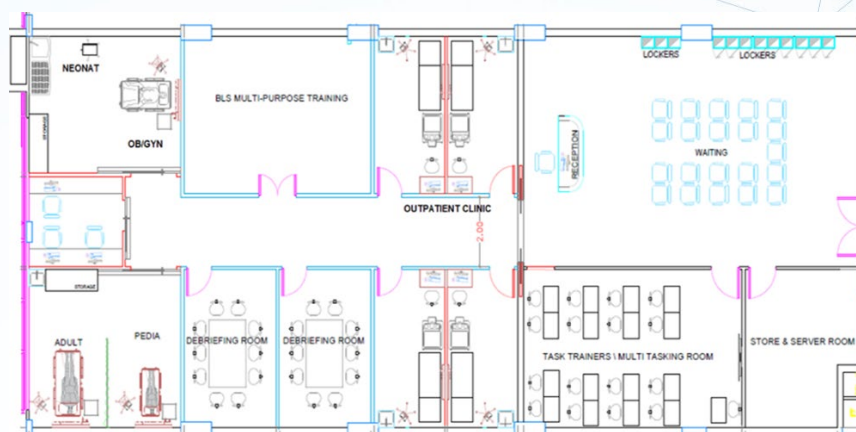 NEONAT
OB/GYN
STORAGE
BLS MULTI-PURPOSE TRAINING
LOCKERS
LOCKERS
RECEPTION
WAITING
OUTPATIENT CLINIC
2.00
STORAGE
ADULT
PEDIA
DEBRIEFING ROOM
DEBRIEFING ROOM
TASK TRAINERS \ MULTI TASKING ROOM
STORE & SERVER ROOM